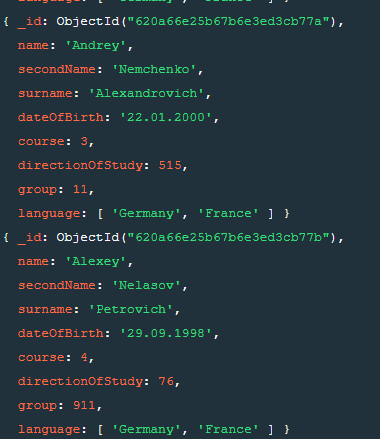 { _id: ObjectId("620a66e25b67b6e3ed3cb77a"),
name: 'Andrey',
secondName: 'Nemchenko',
surname: 'Alexandrovich',
dateOfBirth: '22.01.2000',
course: 3,
directionOfStudy: 515,
group: 11,
language: [ 'Germany', 'France' ] }
{ _id: ObjectId("620a66e25b67b6e3ed3cb77b"),
name: 'Alexey',
secondName: 'Nelasov',
surname: 'Petrovich',
dateOfBirth: '29.09.1998',
course: 4,
directionOfStudy: 76,
group: 911,
language: [ 'Germany', 'France' ] }